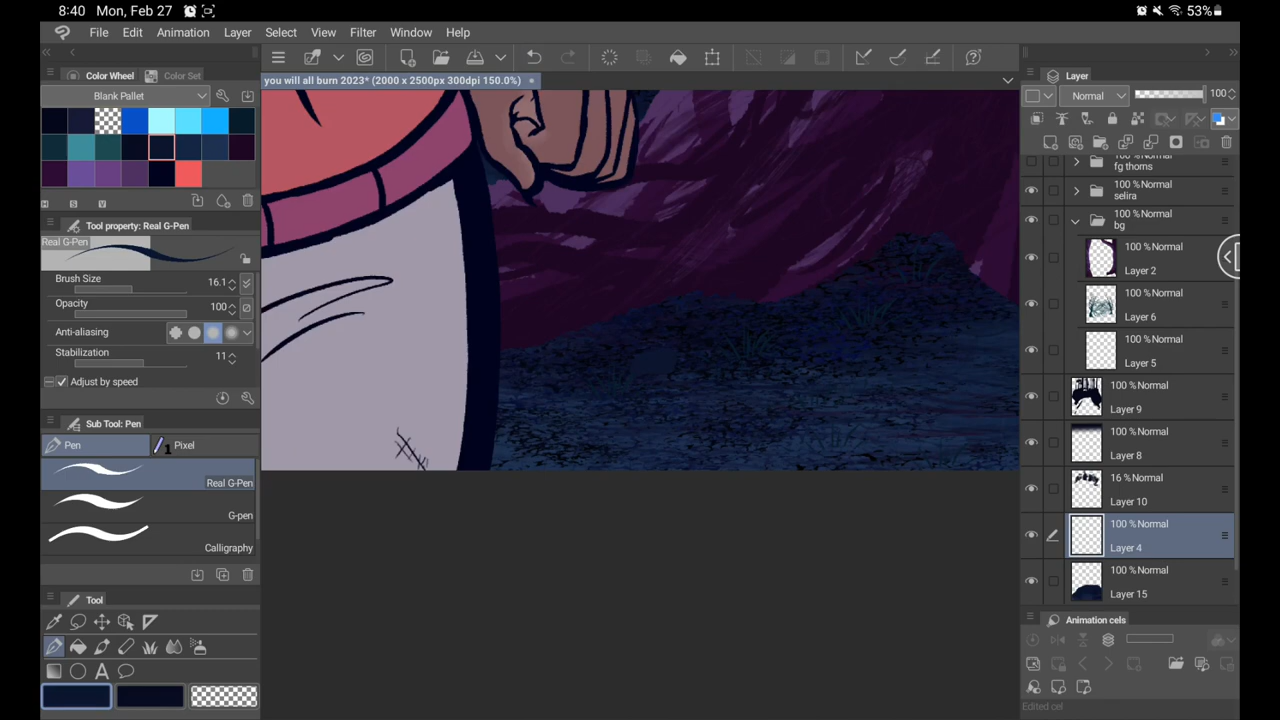 8:40 Mon, Feb 27
53%
File Edit Animation Layer Select View Filter Window Help
Color Wheel Color Set
Blank Pallet
H S V
Tool property: Real G-Pen
Real G-Pen
Brush Size 16.1
Opacity 100
Anti-aliasing
Stabilization 11
Adjust by speed
Sub Tool: Pen
Pen Pixel
Real G-Pen
G-pen
Calligraphy
Tool
you will all burn 2023* (2000 x 2500px 300dpi 150.0%)
Layer
Normal 100
100 %Normal
fg thorns
100 %Normal
selira
100 %Normal
bg
100 %Normal
Layer 2
100 %Normal
Layer 6
100 %Normal
Layer 5
100 %Normal
Layer 9
100 %Normal
Layer 8
16 %Normal
Layer 10
100 %Normal
Layer 4
100 %Normal
Layer 15
Animation cels
Edited cel